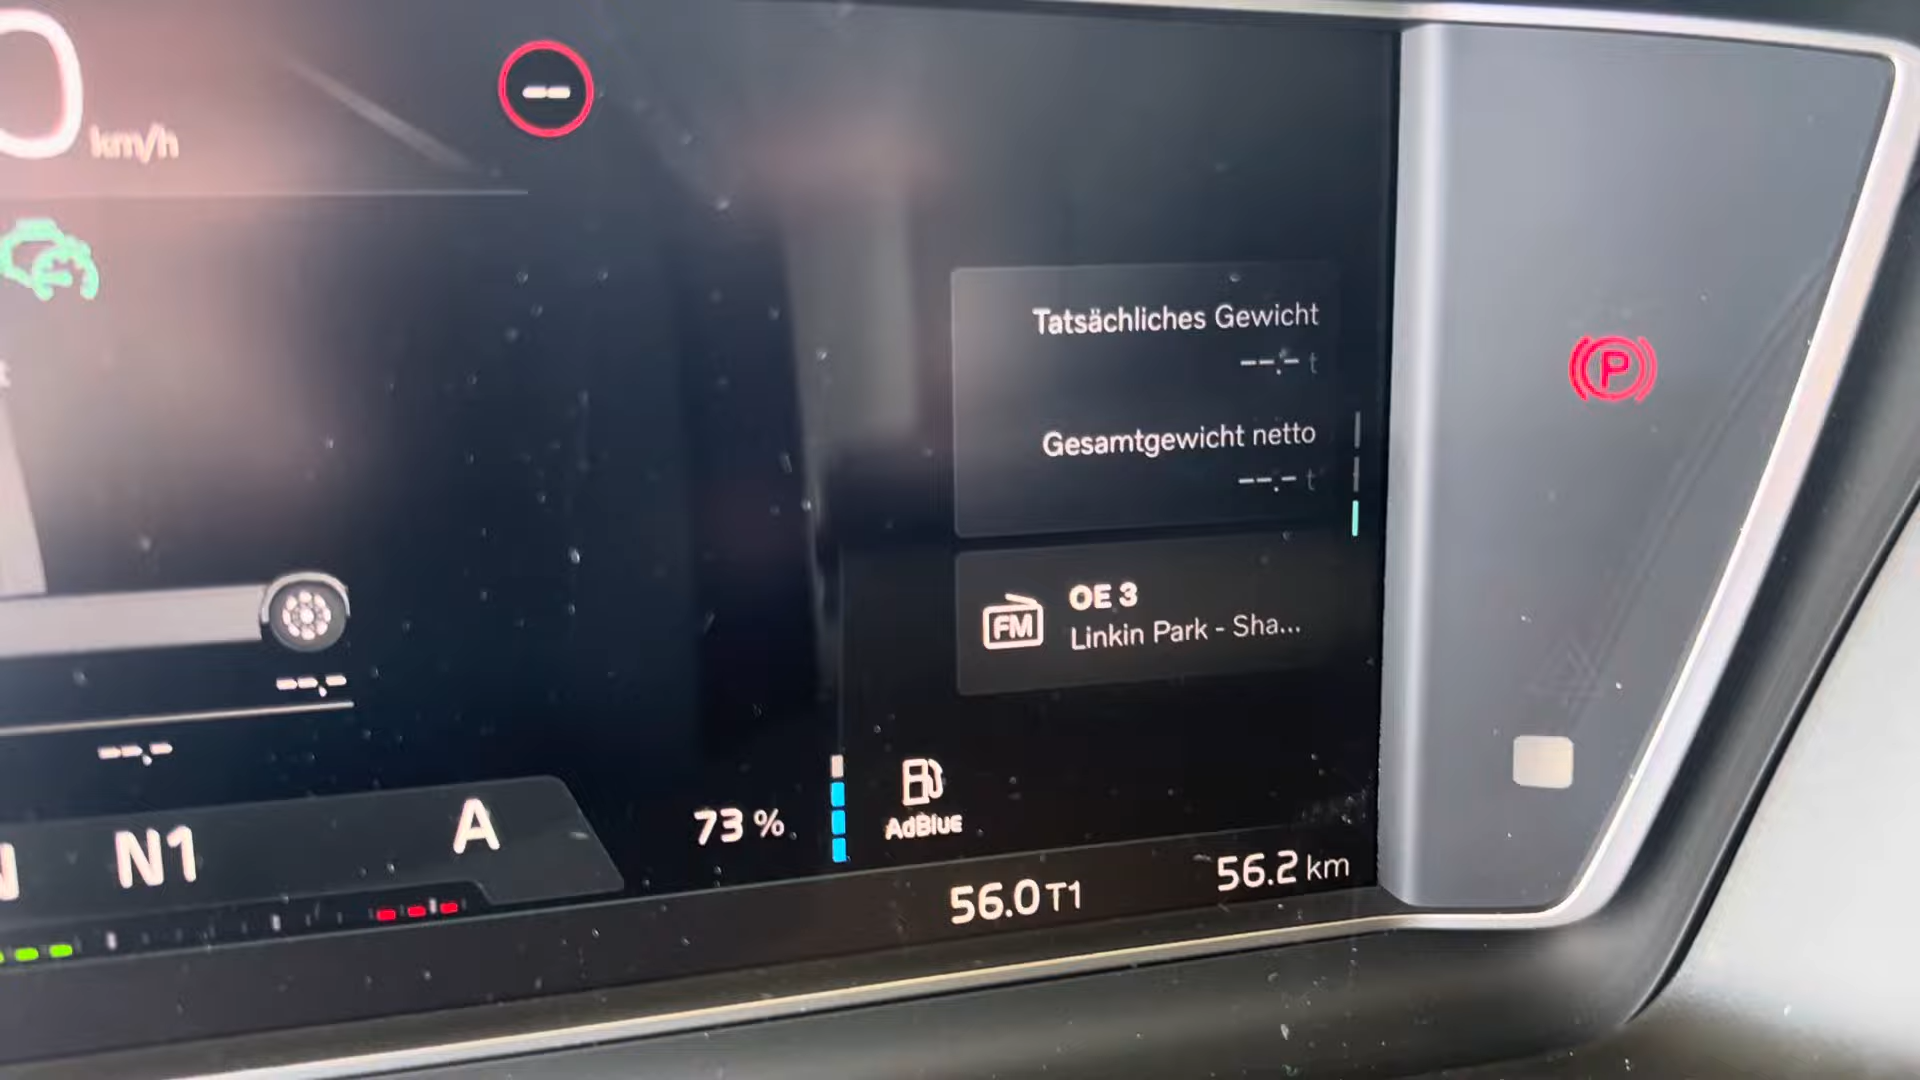 km/h
--
Tatsächliches Gewicht
--.- t
Gesamtgewicht netto
--.- t
FM
OE 3
Linkin Park - Sha...
P
--.-
--.-
N1
A
73 %
AdBlue
56.0 T1
56.2 km